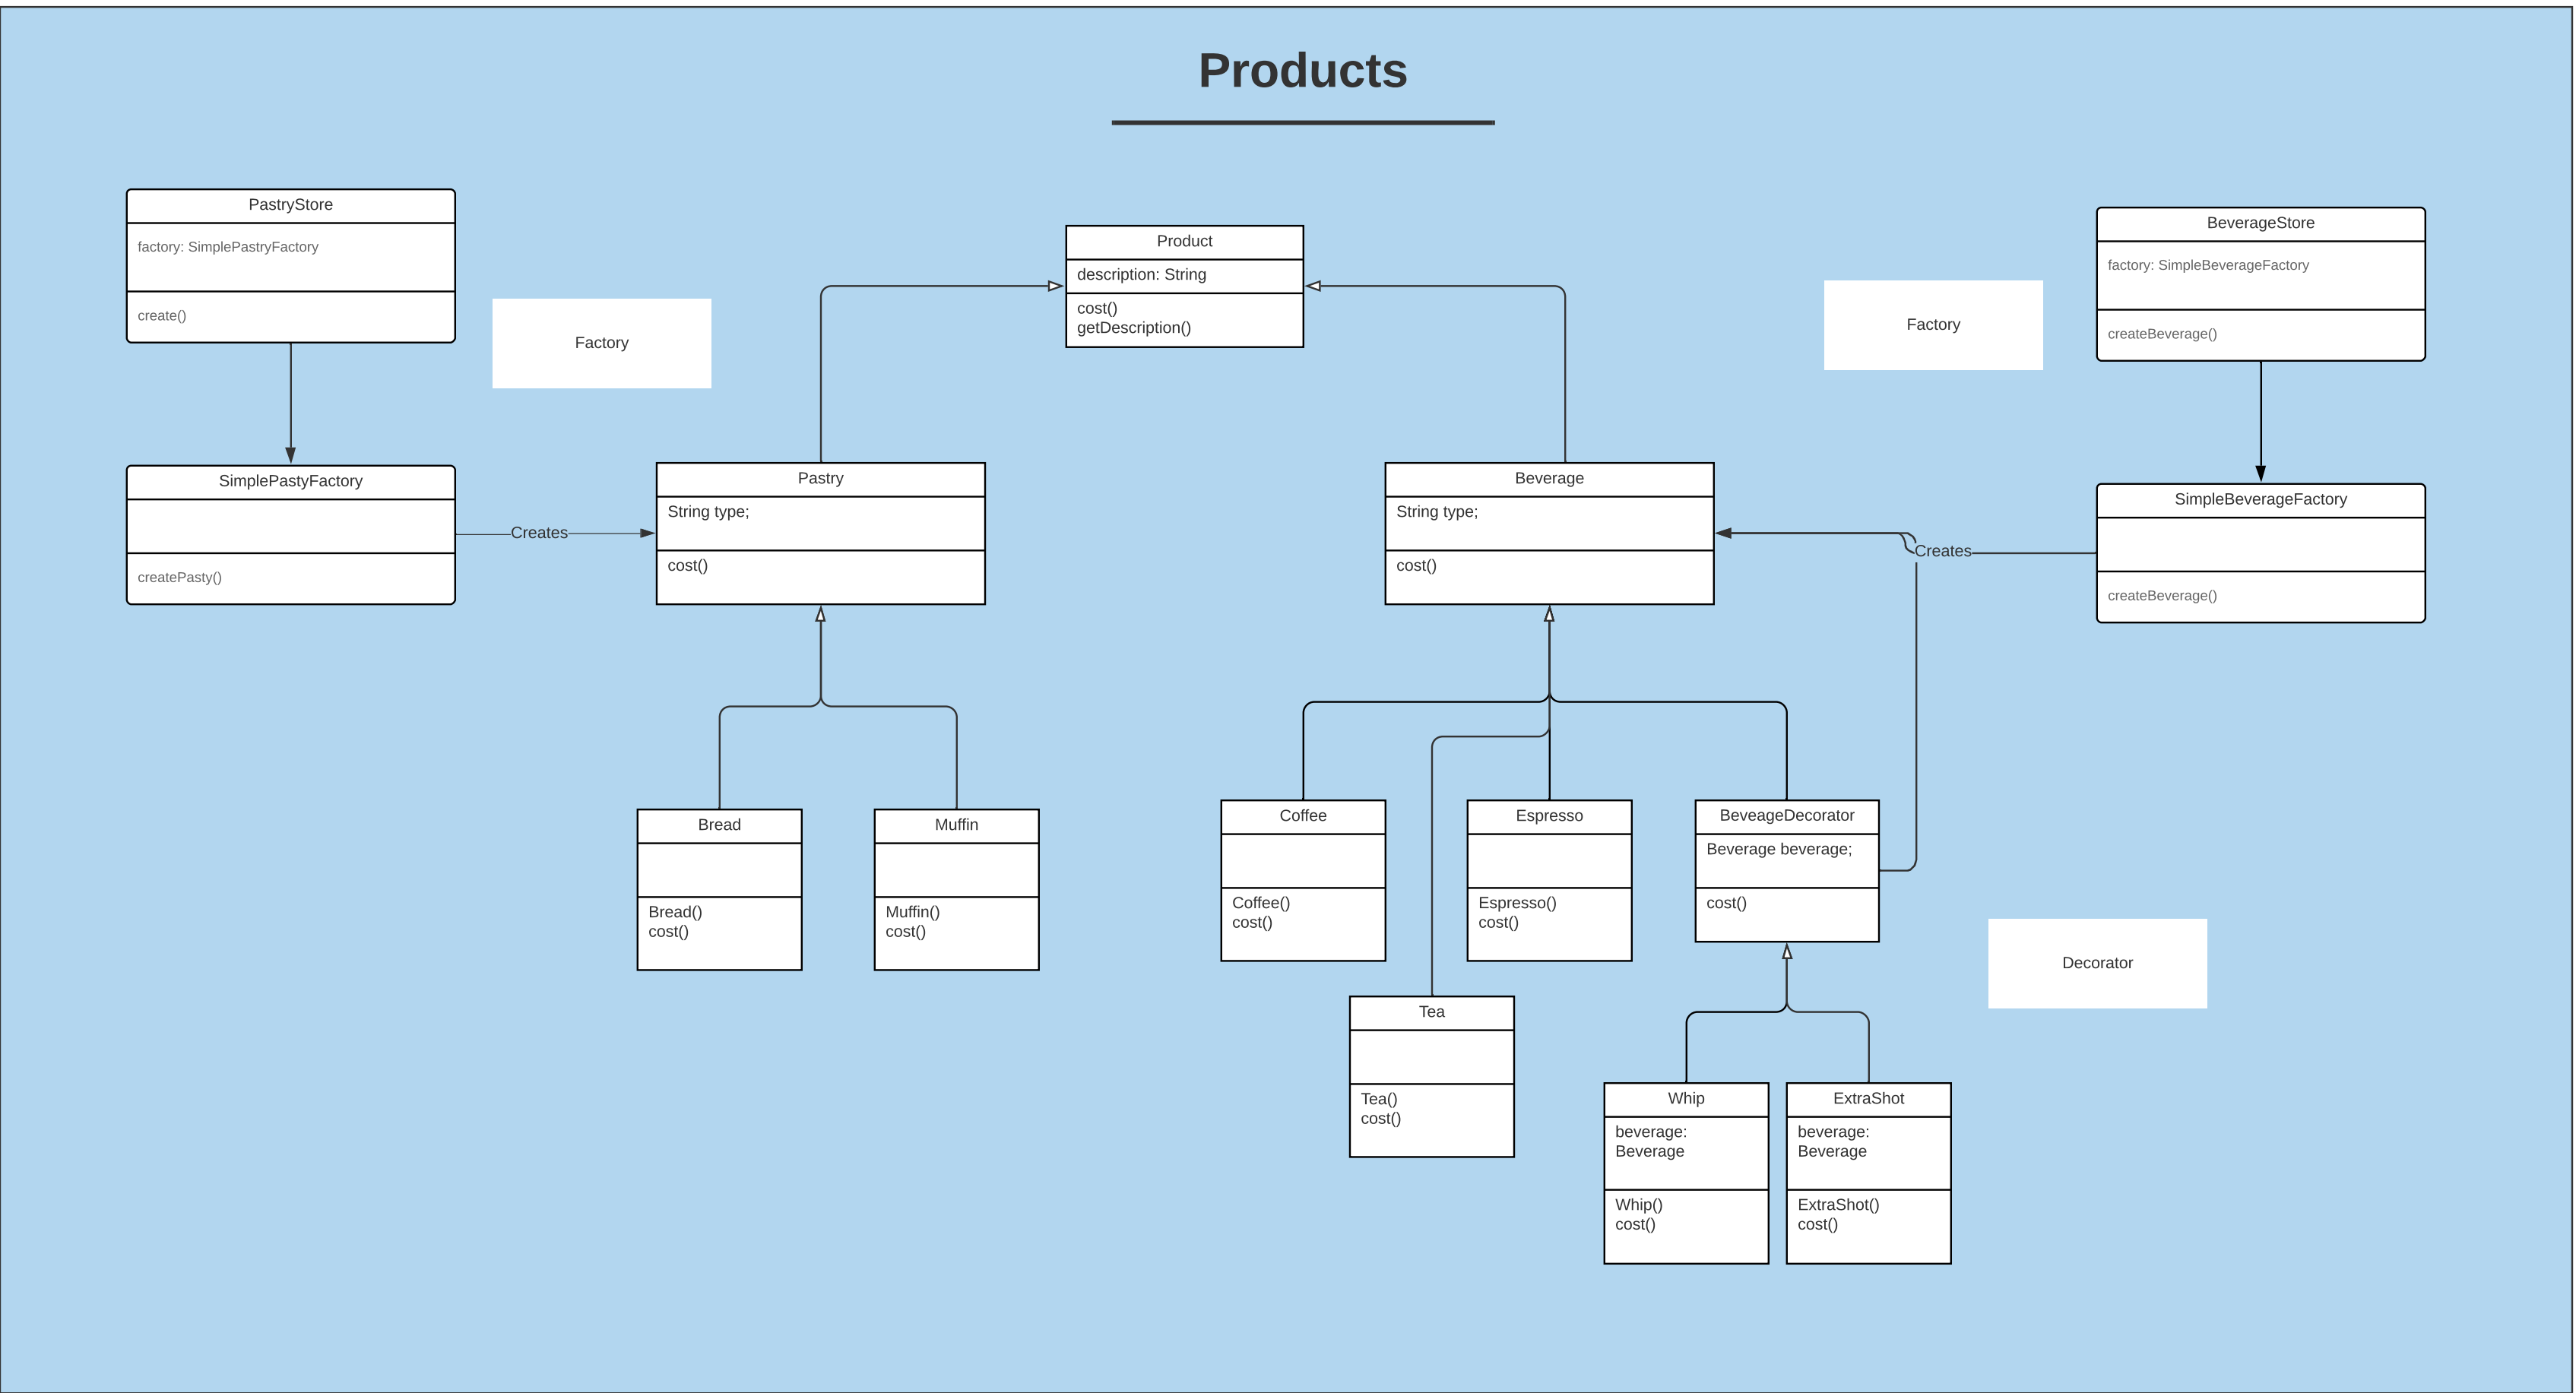 Products
PastryStore
factory: SimplePastryFactory
create()
Factory
Product
description: String
cost()
getDescription()
Factory
BeverageStore
factory: SimpleBeverageFactory
createBeverage()
SimplePastyFactory
createPasty()
Creates
Pastry
String type;
cost()
Beverage
String type;
cost()
Creates
SimpleBeverageFactory
createBeverage()
Bread
Bread()
cost()
Muffin
Muffin()
cost()
Coffee
Coffee()
cost()
Espresso
Espresso()
cost()
BeveageDecorator
Beverage beverage;
cost()
Decorator
Tea
Tea()
cost()
Whip
beverage:
Beverage
Whip()
cost()
ExtraShot
beverage:
Beverage
ExtraShot()
cost()